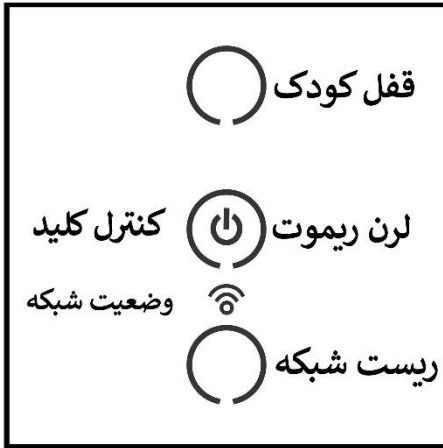 قفل کودک
لرن ریموت کنترل کلید
وضعیت شبکه
ریست شبکه